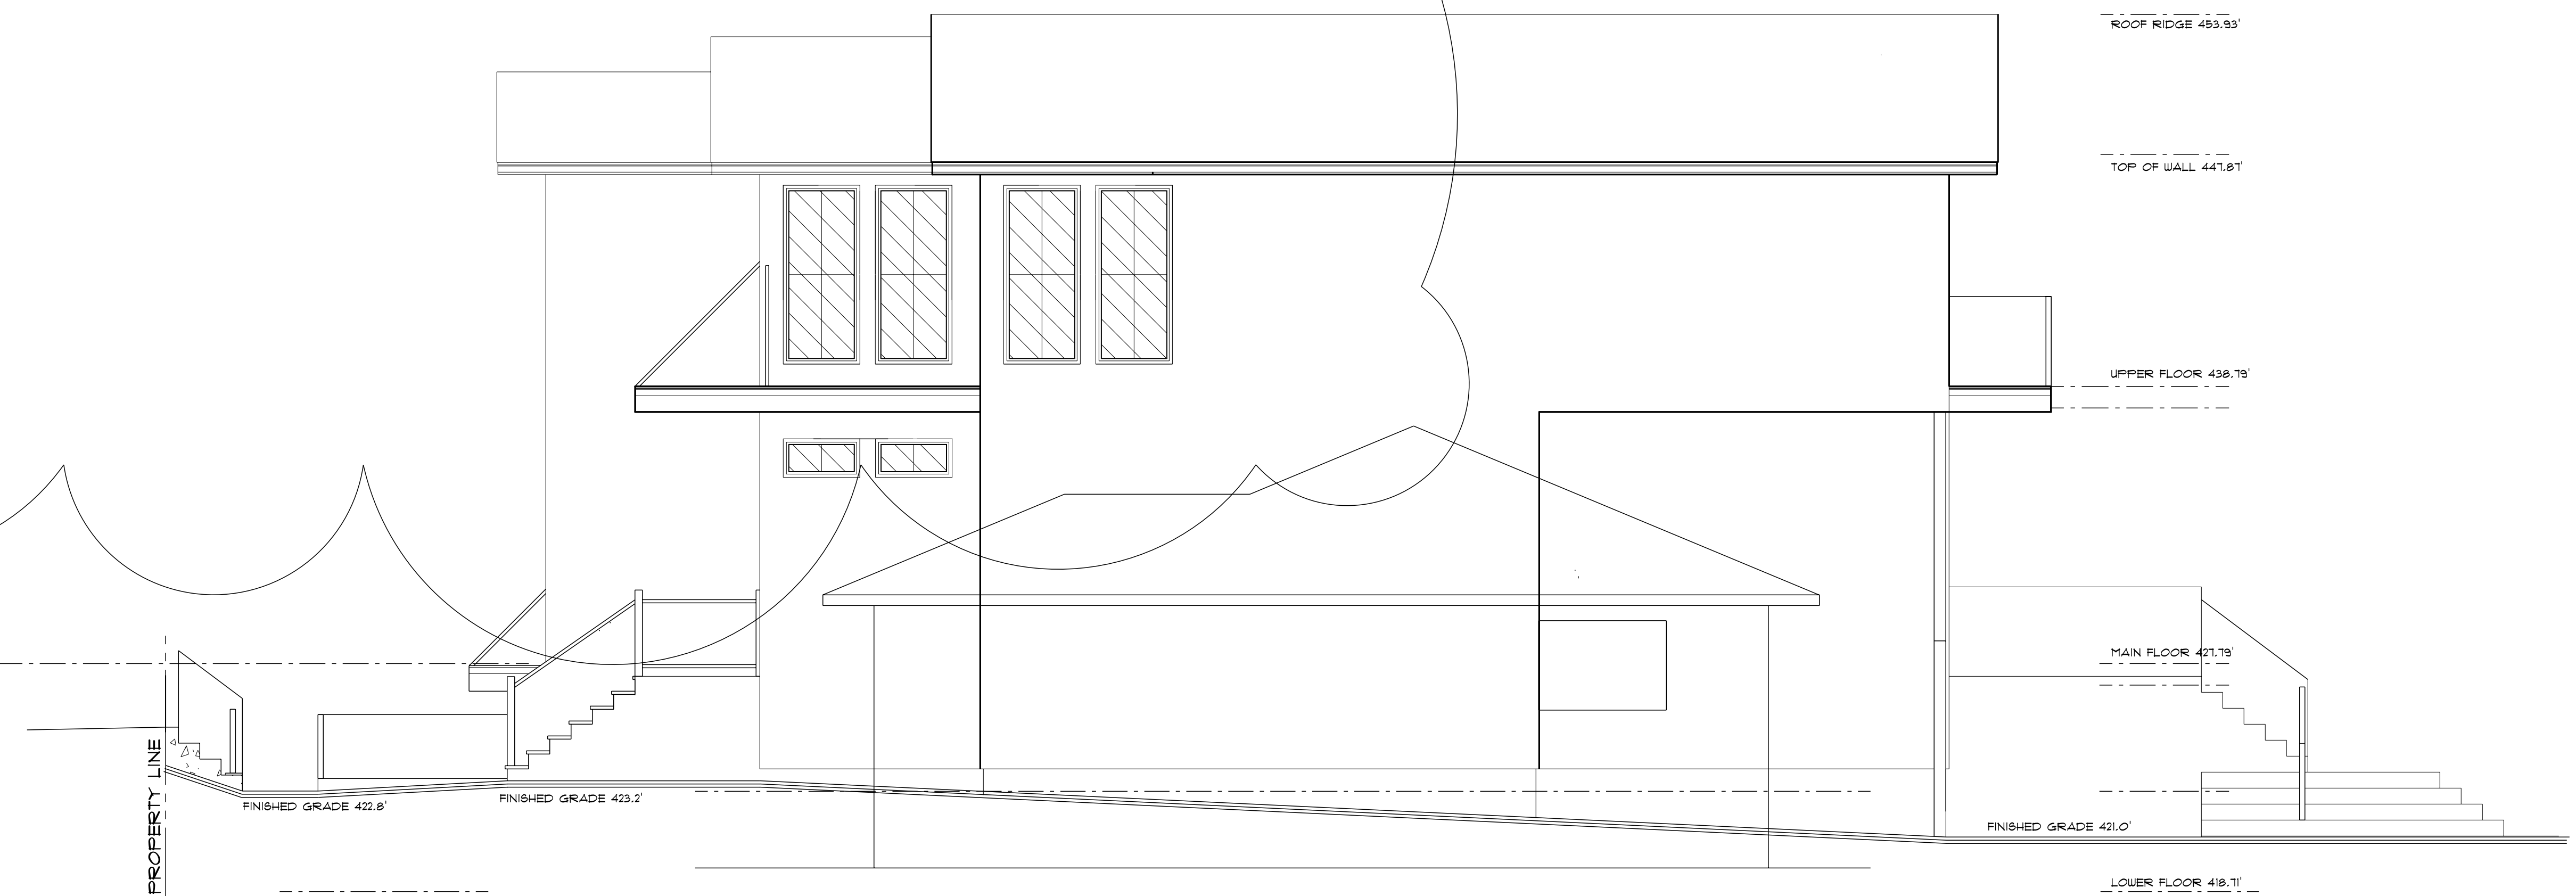 ROOF RIDGE 453.93'
TOP OF WALL 447.87'
UPPER FLOOR 438.79'
MAIN FLOOR 427.79'
PROPERTY LINE
FINISHED GRADE 422.8'
FINISHED GRADE 423.2'
FINISHED GRADE 421.0'
LOWER FLOOR 418.71'